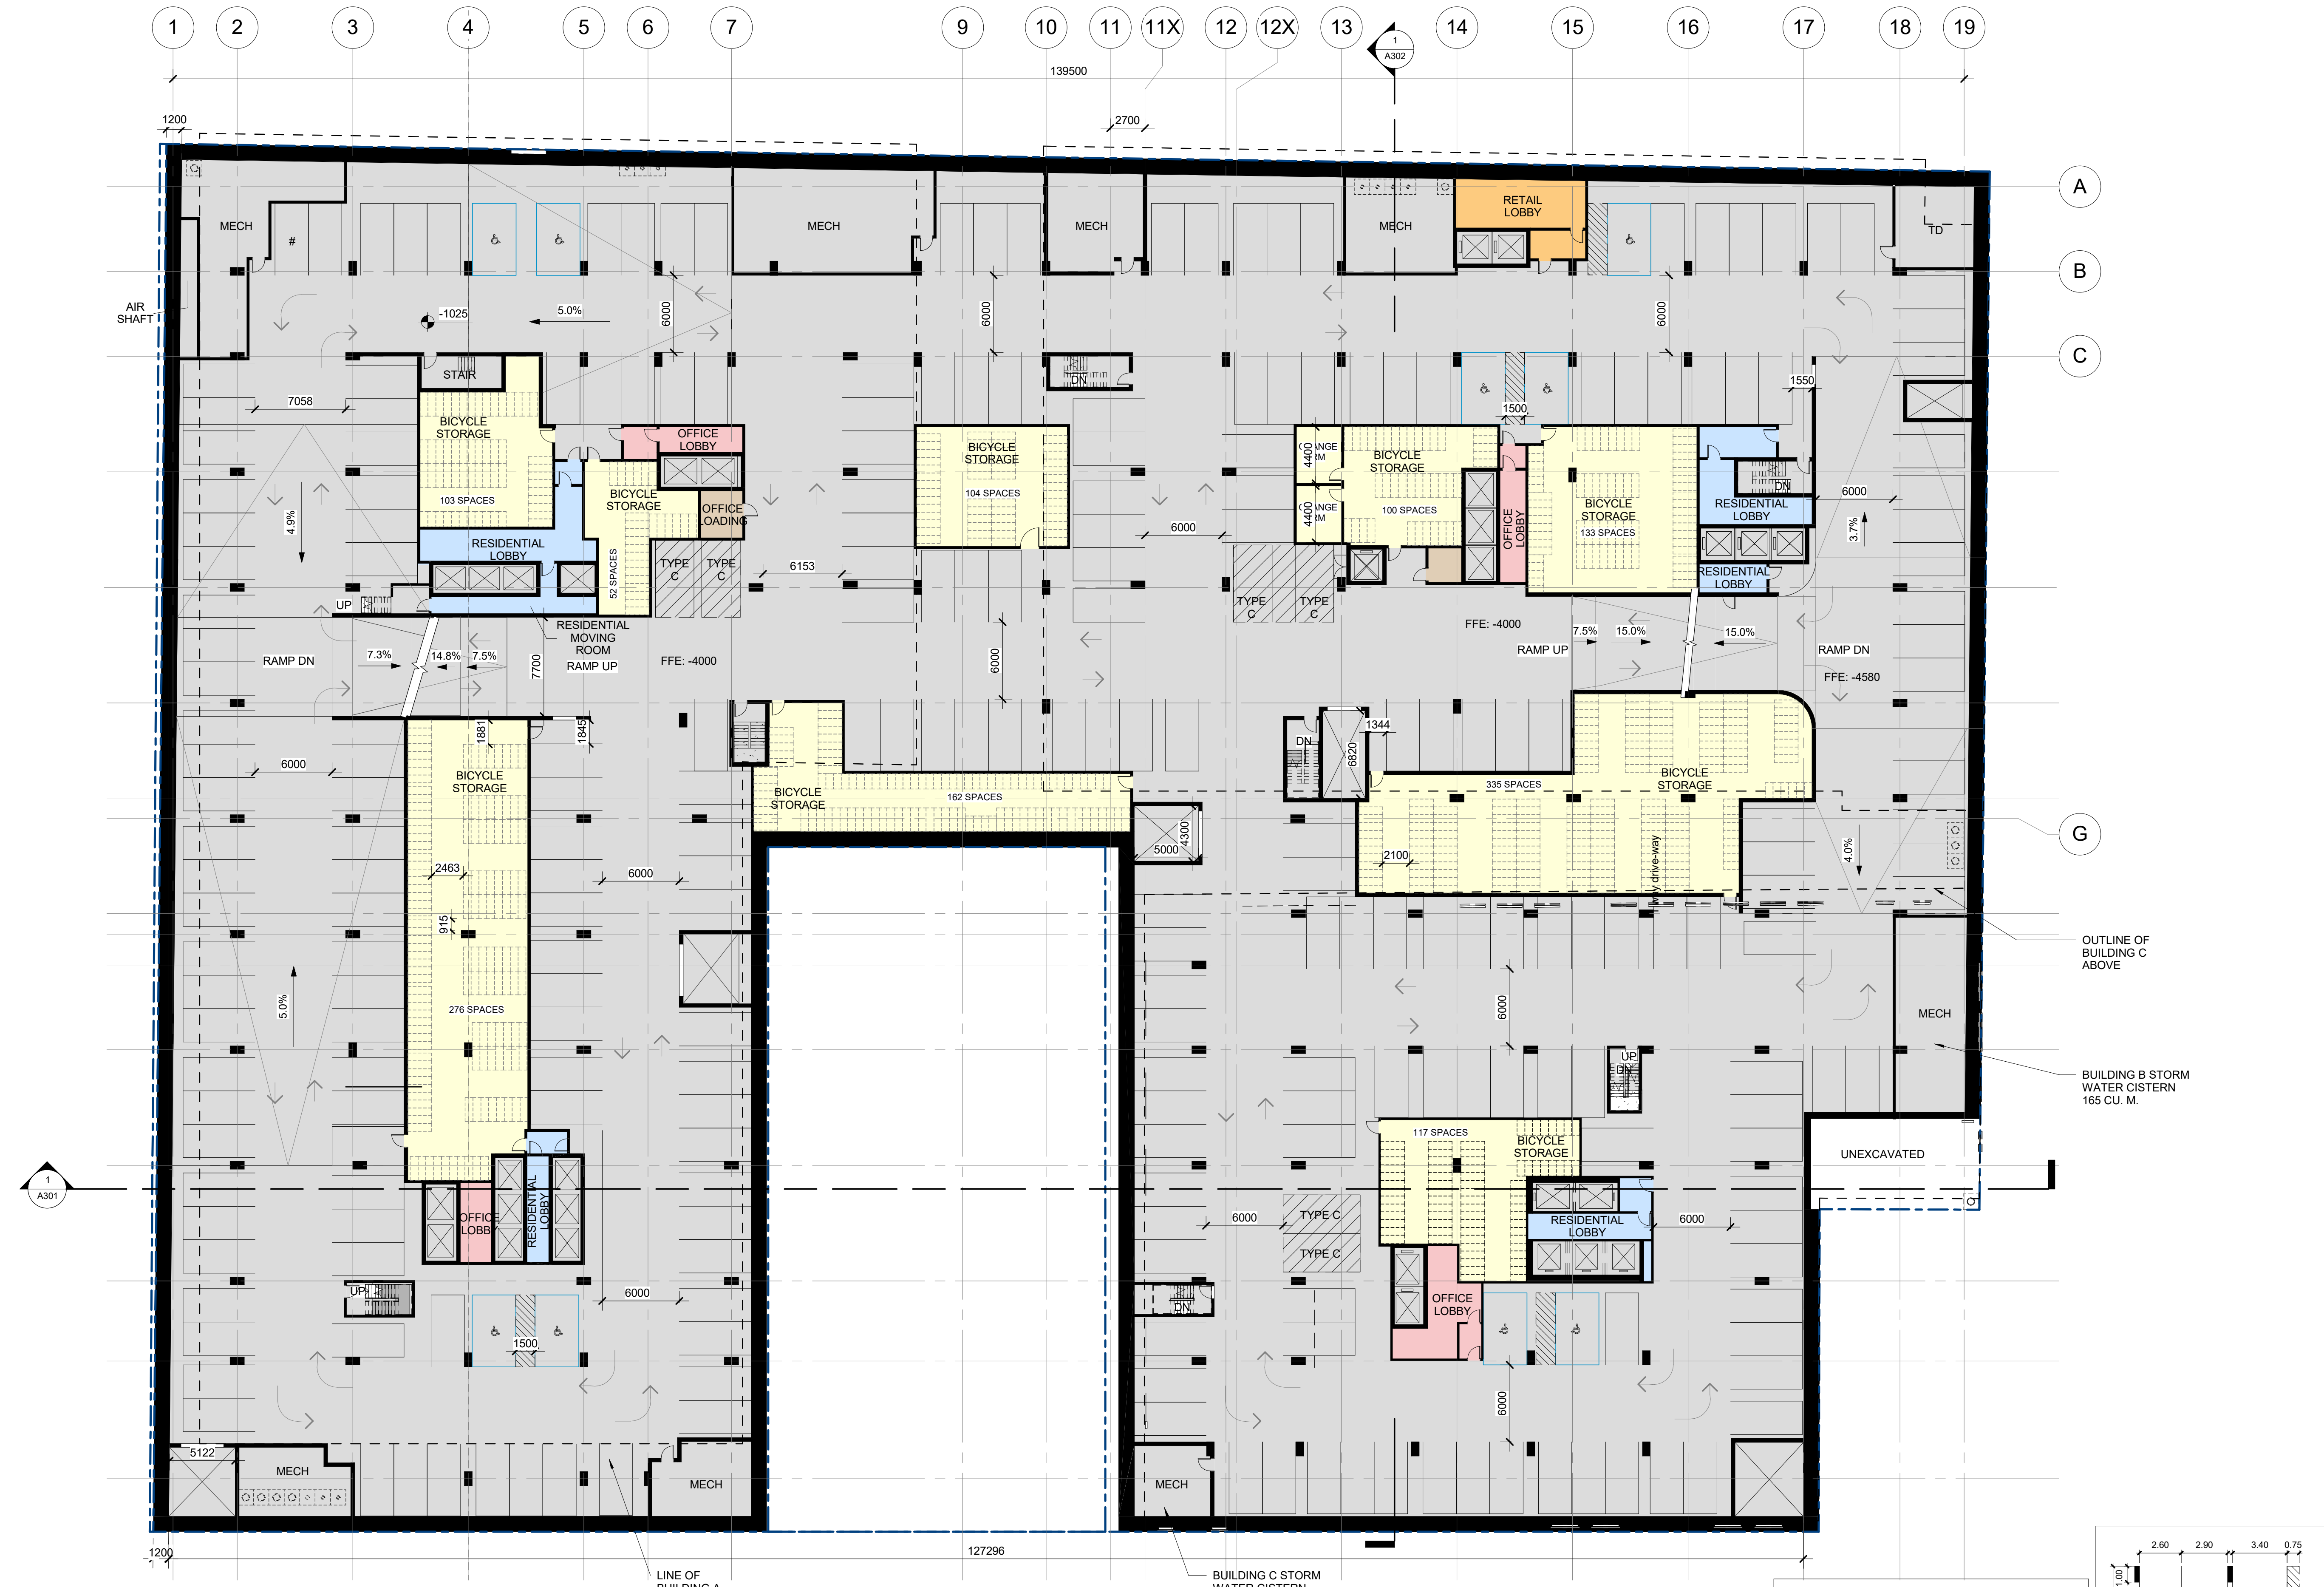 1 2 3 4 5 6 7 9 10 11 11X 12 12X 13 14 15 16 17 18 19
1
A302
139500
1200
2700
A
MECH
#
MECH
MECH
MECH
RETAIL
LOBBY
TD
B
AIR
SHAFT
-1025
5.0%
6000
6000
6000
C
STAIR
DN
7058
1550
1500
BICYCLE
STORAGE
OFFICE
LOBBY
BICYCLE
STORAGE
4400
BICYCLE
STORAGE
103 SPACES
BICYCLE
STORAGE
104 SPACES
4400
100 SPACES
OFFICE
LOBBY
BICYCLE
STORAGE
133 SPACES
DN
6000
RESIDENTIAL
LOBBY
OFFICE
LOADING
4.9%
6000
3.7%
RESIDENTIAL
LOBBY
52 SPACES
TYPE
C
TYPE
C
6153
RESIDENTIAL
LOBBY
UP
TYPE
C
TYPE
C
RESIDENTIAL
MOVING
ROOM
FFE: -4000
7.5%
15.0%
15.0%
RAMP DN
7.3%
14.8%
7.5%
7700
RAMP UP
FFE: -4000
6000
RAMP UP
RAMP DN
FFE: -4580
1881
1845
1344
DN
6820
6000
BICYCLE
STORAGE
BICYCLE
STORAGE
162 SPACES
335 SPACES
BICYCLE
STORAGE
5000
4300
G
2463
6000
2100
4.0%
915
OUTLINE OF
BUILDING C
ABOVE
5.0%
276 SPACES
6000
MECH
UP
DN
BUILDING B STORM
WATER CISTERN
165 CU. M.
117 SPACES
BICYCLE
STORAGE
UNEXCAVATED
1
A301
OFFICE
LOBBY
RESIDENTIAL
LOBBY
6000
TYPE C
TYPE C
RESIDENTIAL
LOBBY
6000
UP
6000
DN
OFFICE
LOBBY
1500
6000
5122
MECH
MECH
MECH
1200
127296
LINE OF
BUILDING A
BUILDING C STORM
WATER CISTERN
2.60 2.90 3.40 0.75
1.00